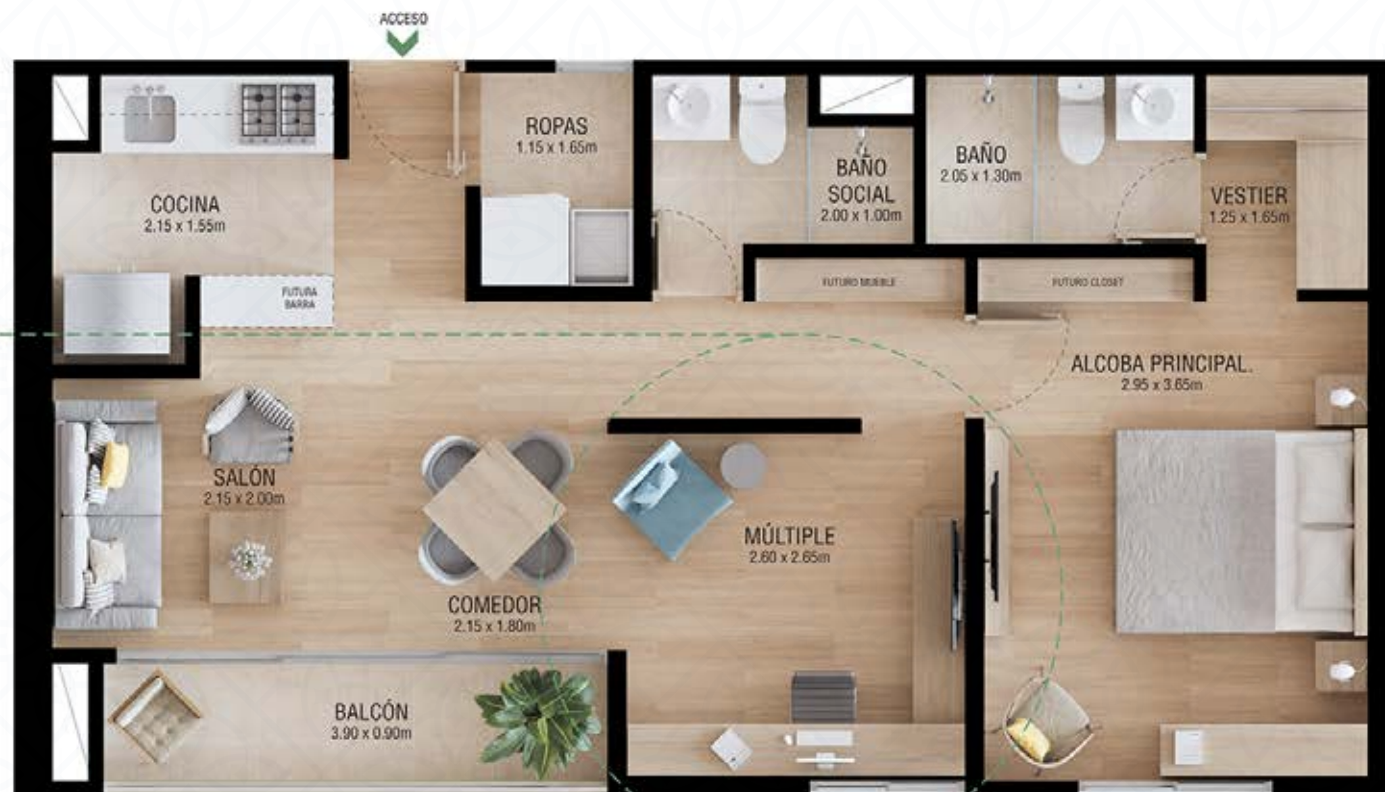 ACCESO
ROPAS
1.15 x 1.65m
BAÑO
SOCIAL
2.00 x 1.00m
BAÑO
2.05 x 1.30m
VESTIER
1.25 x 1.65m
COCINA
2.15 x 1.55m
FUTURA
BARRA
FUTURO MUEBLE
FUTURO CLOSET
ALCOBA PRINCIPAL.
2.95 x 3.65m
SALÓN
2.15 x 2.00m
MÚLTIPLE
2.60 x 2.65m
COMEDOR
2.15 x 1.80m
BALCÓN
3.90 x 0.90m